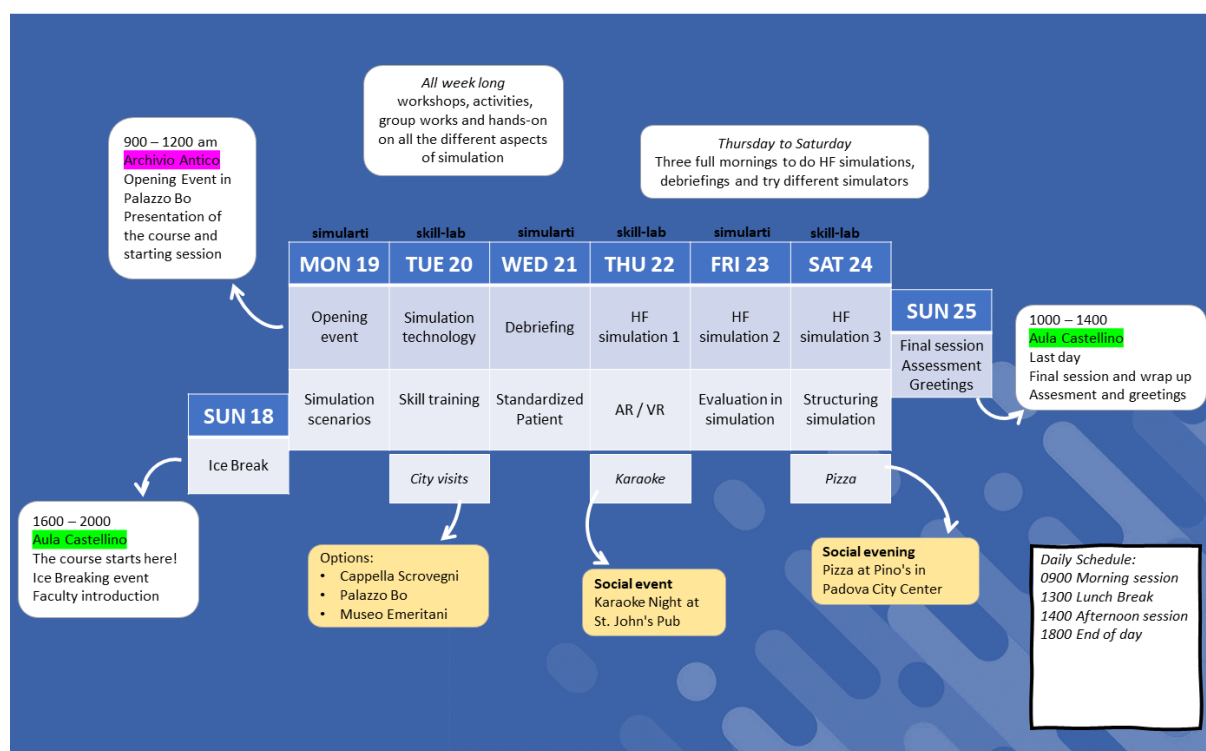 All week long
workshops, activities,
group works and hands-on
on all the different aspects
of simulation
Thursday to Saturday
Three full mornings to do HF simulations,
debriefings and try different simulators
900 – 1200 am
Archivio Antico
Opening Event in
Palazzo Bo
Presentation of
the course and
starting session
simularti
skill-lab
simularti
skill-lab
simularti
skill-lab
MON 19
TUE 20
WED 21
THU 22
FRI 23
SAT 24
Opening
event
Simulation
technology
Debriefing
HF
simulation 1
HF
simulation 2
HF
simulation 3
SUN 25
Final session
Assessment
Greetings
1000 – 1400
Aula Castellino
Last day
Final session and wrap up
Assesment and greetings
SUN 18
Ice Break
Simulation
scenarios
Skill training
Standardized
Patient
AR / VR
Evaluation in
simulation
Structuring
simulation
City visits
Karaoke
Pizza
1600 – 2000
Aula Castellino
The course starts here!
Ice Breaking event
Faculty introduction
Options:
• Cappella Scrovegni
• Palazzo Bo
• Museo Emeritani
Social event
Karaoke Night at
St. John's Pub
Social evening
Pizza at Pino's in
Padova City Center
Daily Schedule:
0900 Morning session
1300 Lunch Break
1400 Afternoon session
1800 End of day